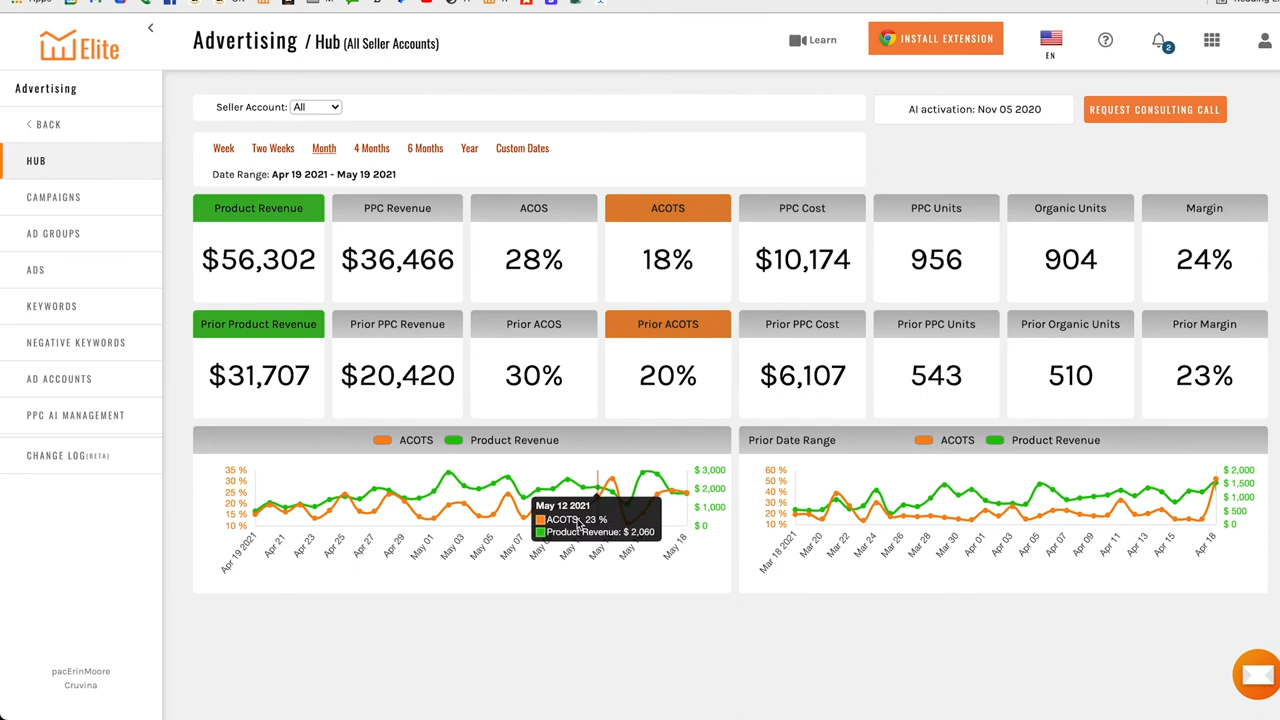 Elite
Advertising / Hub (All Seller Accounts)
Learn
INSTALL EXTENSION
EN
2
Advertising
BACK
HUB
CAMPAIGNS
AD GROUPS
ADS
KEYWORDS
NEGATIVE KEYWORDS
AD ACCOUNTS
PPC AI MANAGEMENT
CHANGE LOG(BETA)
pacErinMoore
Cruvina
Seller Account: All
AI activation: Nov 05 2020
REQUEST CONSULTING CALL
Week Two Weeks Month 4 Months 6 Months Year Custom Dates
Date Range: Apr 19 2021 - May 19 2021
Product Revenue PPC Revenue ACOS ACOTS PPC Cost PPC Units Organic Units Margin
$56,302 $36,466 28% 18% $10,174 956 904 24%
Prior Product Revenue Prior PPC Revenue Prior ACOS Prior ACOTS Prior PPC Cost Prior PPC Units Prior Organic Units Prior Margin
$31,707 $20,420 30% 20% $6,107 543 510 23%
ACOTS Product Revenue
35 % $ 3,000
30 %
25 % $ 2,000
20 % $ 1,000
15 %
10 % $ 0
May 12 2021
ACOTS: 23 %
Product Revenue: $ 2,060
Apr 19 2021 Apr 21 Apr 23 Apr 25 Apr 27 Apr 29 May 01 May 03 May 05 May 07 May 18
Prior Date Range ACOTS Product Revenue
60 % $ 2,000
50 %
40 % $ 1,500
30 % $ 1,000
20 % $ 500
10 % $ 0
Mar 18 2021 Mar 20 Mar 22 Mar 24 Mar 26 Mar 28 Mar 30 Apr 01 Apr 03 Apr 05 Apr 07 Apr 09 Apr 11 Apr 13 Apr 15 Apr 18